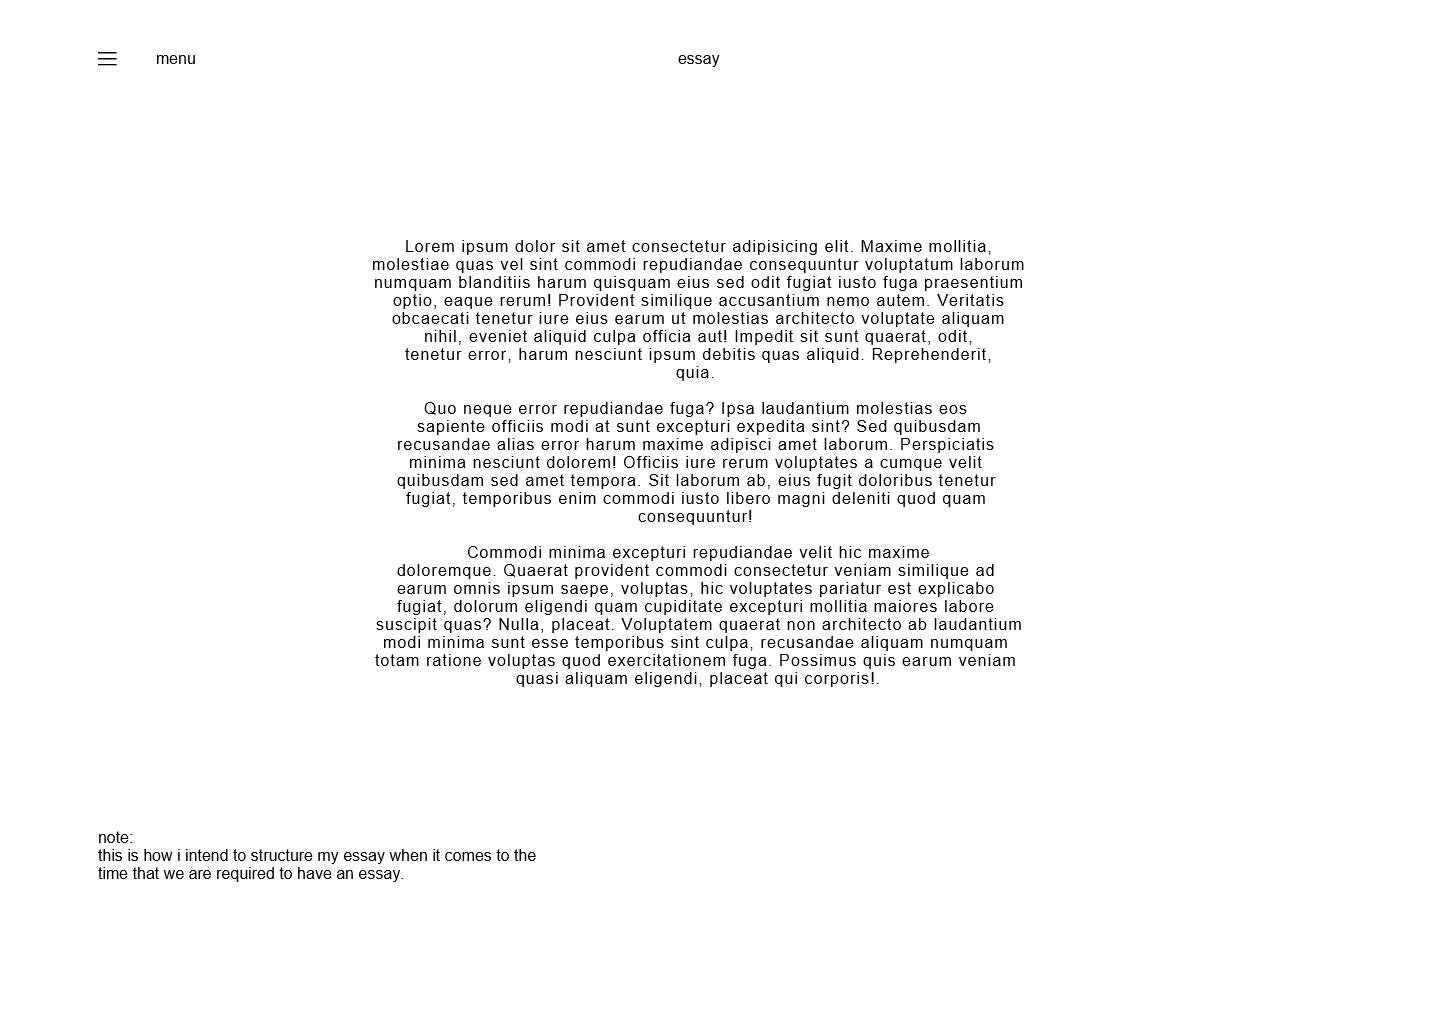 menu
essay
Lorem ipsum dolor sit amet consectetur adipisicing elit. Maxime mollitia,
molestiae quas vel sint commodi repudiandae consequuntur voluptatum laborum
numquam blanditiis harum quisquam eius sed odit fugiat iusto fuga praesentium
optio, eaque rerum! Provident similique accusantium nemo autem. Veritatis
obcaecati tenetur iure eius earum ut molestias architecto voluptate aliquam
nihil, eveniet aliquid culpa officia aut! Impedit sit sunt quaerat, odit,
tenetur error, harum nesciunt ipsum debitis quas aliquid. Reprehenderit,
quia.
Quo neque error repudiandae fuga? Ipsa laudantium molestias eos
sapiente officiis modi at sunt excepturi expedita sint? Sed quibusdam
recusandae alias error harum maxime adipisci amet laborum. Perspiciatis
minima nesciunt dolorem! Officiis iure rerum voluptates a cumque velit
quibusdam sed amet tempora. Sit laborum ab, eius fugit doloribus tenetur
fugiat, temporibus enim commodi iusto libero magni deleniti quod quam
consequuntur!
Commodi minima excepturi repudiandae velit hic maxime
doloremque. Quaerat provident commodi consectetur veniam similique ad
earum omnis ipsum saepe, voluptas, hic voluptates pariatur est explicabo
fugiat, dolorum eligendi quam cupiditate excepturi mollitia maiores labore
suscipit quas? Nulla, placeat. Voluptatem quaerat non architecto ab laudantium
modi minima sunt esse temporibus sint culpa, recusandae aliquam numquam
totam ratione voluptas quod exercitationem fuga. Possimus quis earum veniam
quasi aliquam eligendi, placeat qui corporis!.
note:
this is how i intend to structure my essay when it comes to the
time that we are required to have an essay.